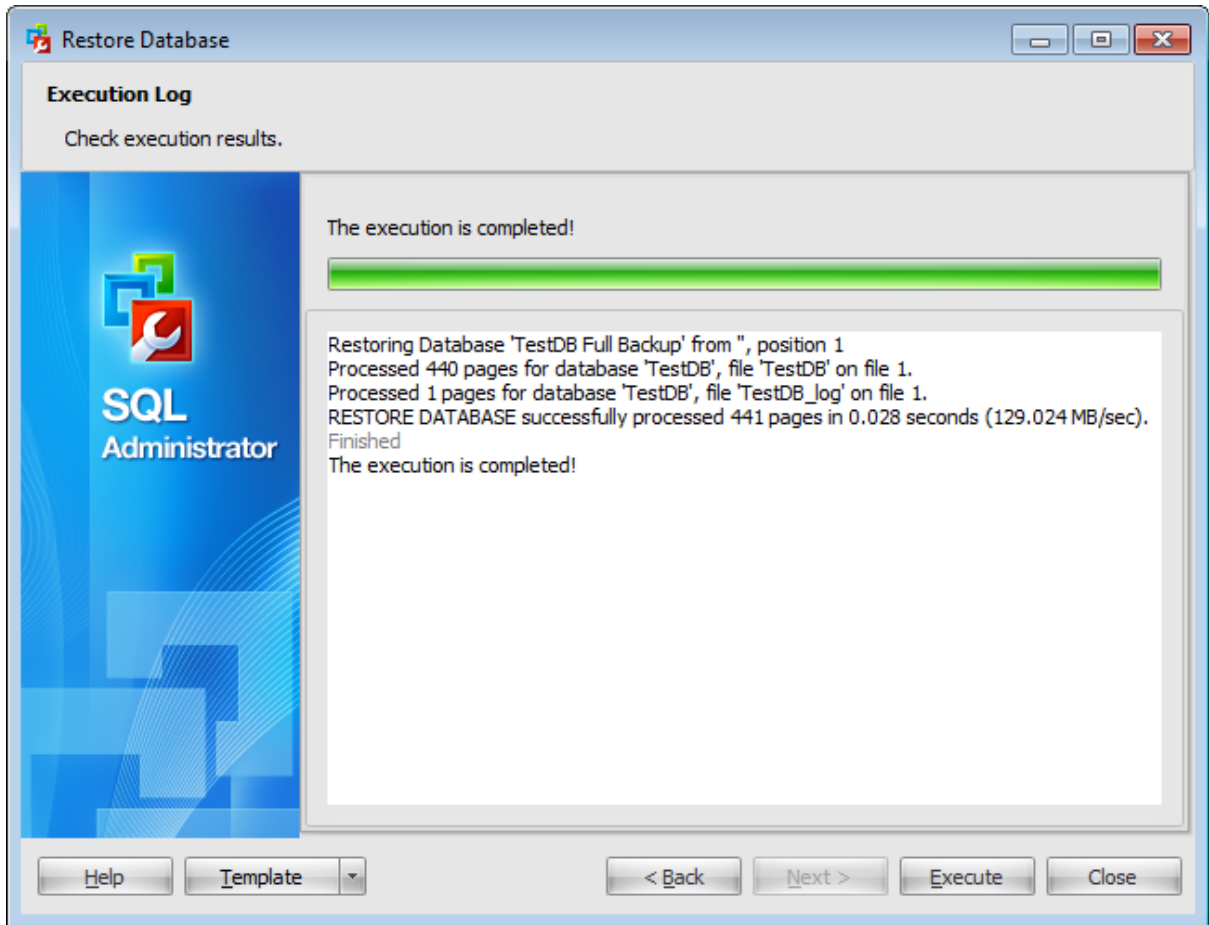 Restore Database
Execution Log
Check execution results.
SQL
Administrator
The execution is completed!
Restoring Database 'TestDB Full Backup' from '', position 1
Processed 440 pages for database 'TestDB', file 'TestDB' on file 1.
Processed 1 pages for database 'TestDB', file 'TestDB_log' on file 1.
RESTORE DATABASE successfully processed 441 pages in 0.028 seconds (129.024 MB/sec).
Finished
The execution is completed!
Help Template < Back Next > Execute Close